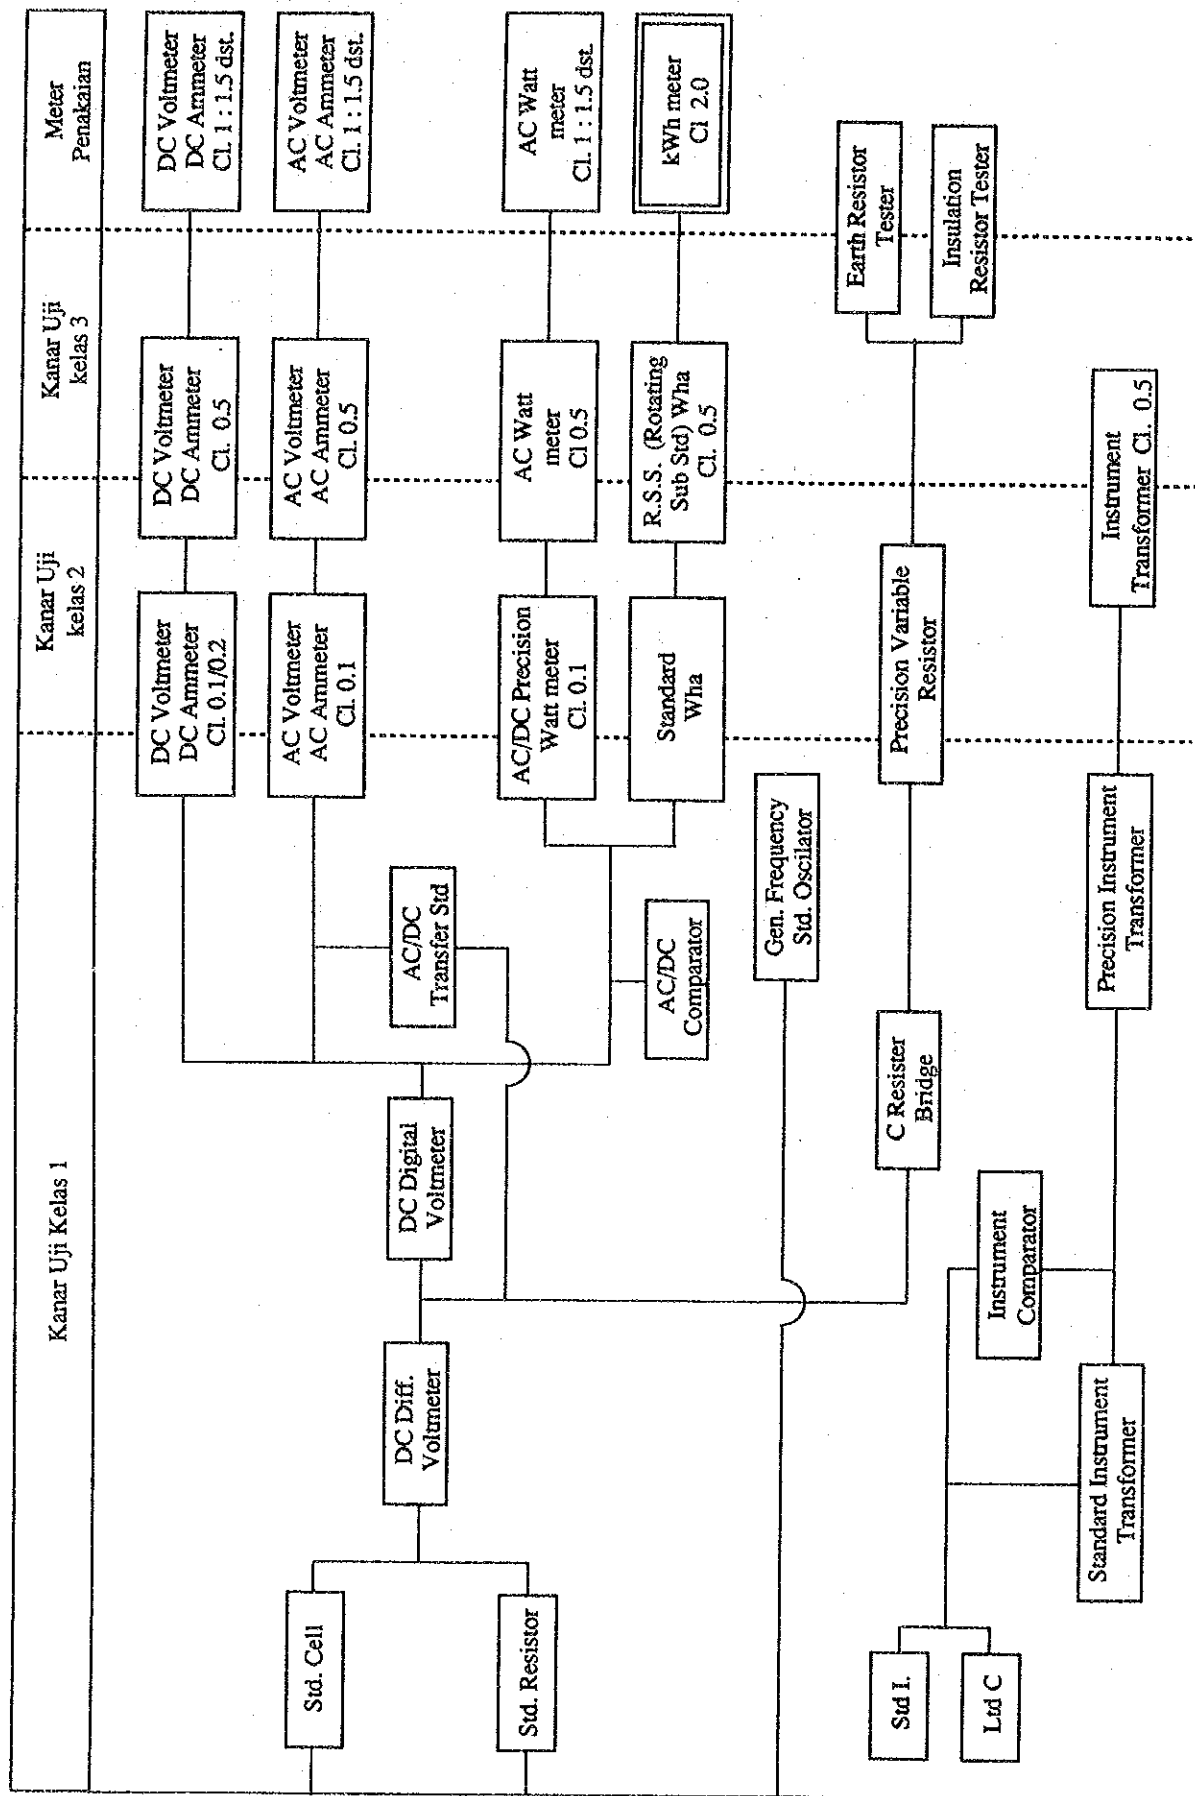 Kanar Uji Kelas 1
Kanar Uji
kelas 2
Kanar Uji
kelas 3
Meter
Penakaian
Std. Cell
Std. Resistor
DC Diff.
Voltmeter
DC Digital
Voltmeter
AC/DC
Transfer Std
AC/DC
Comparator
DC Voltmeter
DC Ammeter
Cl. 0.1/0.2
DC Voltmeter
DC Ammeter
Cl. 0.5
DC Voltmeter
DC Ammeter
Cl. 1 : 1.5 dst.
AC Voltmeter
AC Ammeter
Cl. 0.1
AC Voltmeter
AC Ammeter
Cl. 0.5
AC Voltmeter
AC Ammeter
Cl. 1 : 1.5 dst.
AC/DC Precision
Watt meter
Cl. 0.1
AC Watt
meter
Cl 0.5
AC Watt
meter
Cl. 1 : 1.5 dst.
Standard
Wha
R.S.S. (Rotating
Sub Std) Wha
Cl. 0.5
kWh meter
Cl 2.0
Gen. Frequency
Std. Oscilator
C Resister
Bridge
Precision Variable
Resistor
Earth Resistor
Tester
Insulation
Resistor Tester
Std I.
Ltd C
Instrument
Comparator
Standard Instrument
Transformer
Precision Instrument
Transformer
Instrument
Transformer Cl. 0.5